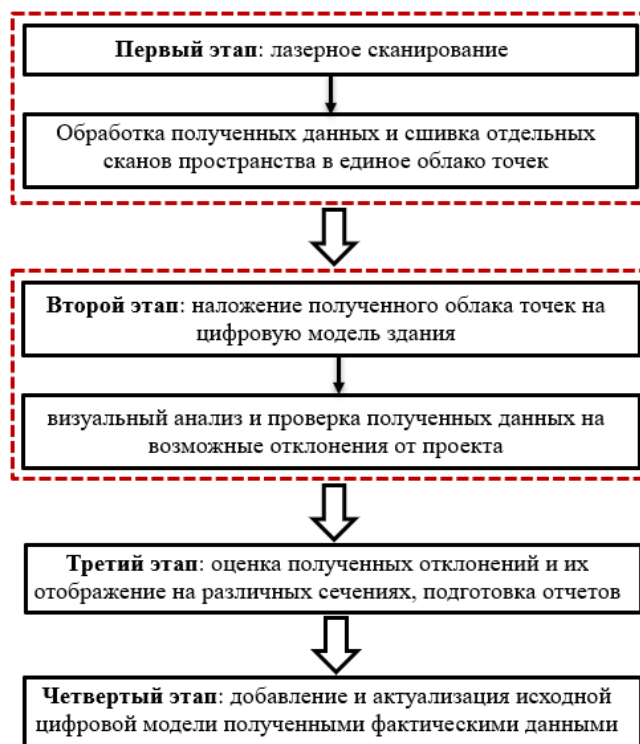 Первый этап: лазерное сканирование
Обработка полученных данных и сшивка отдельных
сканов пространства в единое облако точек
Второй этап: наложение полученного облака точек на
цифровую модель здания
визуальный анализ и проверка полученных данных на
возможные отклонения от проекта
Третий этап: оценка полученных отклонений и их
отображение на различных сечениях, подготовка отчетов
Четвертый этап: добавление и актуализация исходной
цифровой модели полученными фактическими данными